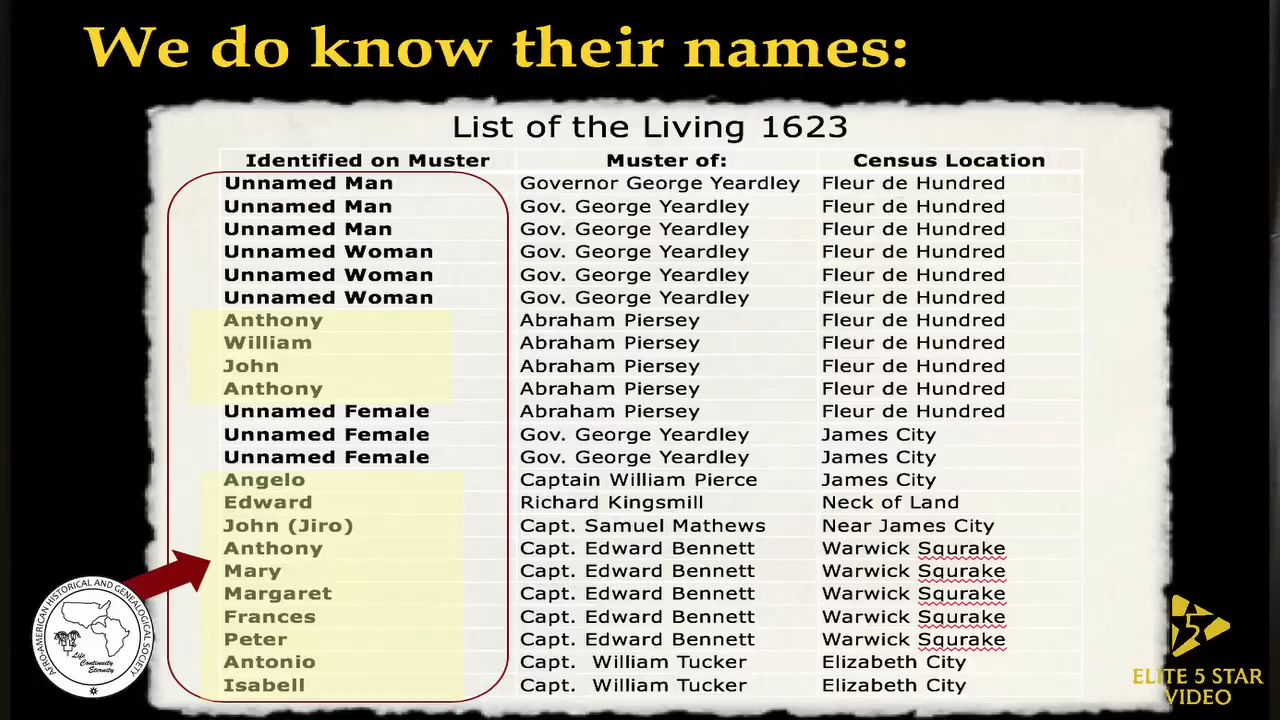 We do know their names:
List of the Living 1623
Identified on Muster Muster of: Census Location
Unnamed Man Governor George Yeardley Fleur de Hundred
Unnamed Man Gov. George Yeardley Fleur de Hundred
Unnamed Man Gov. George Yeardley Fleur de Hundred
Unnamed Woman Gov. George Yeardley Fleur de Hundred
Unnamed Woman Gov. George Yeardley Fleur de Hundred
Unnamed Woman Gov. George Yeardley Fleur de Hundred
Anthony Abraham Piersey Fleur de Hundred
William Abraham Piersey Fleur de Hundred
John Abraham Piersey Fleur de Hundred
Anthony Abraham Piersey Fleur de Hundred
Unnamed Female Abraham Piersey Fleur de Hundred
Unnamed Female Gov. George Yeardley James City
Unnamed Female Gov. George Yeardley James City
Angelo Captain William Pierce James City
Edward Richard Kingsmill Neck of Land
John (Jiro) Capt. Samuel Mathews Near James City
Anthony Capt. Edward Bennett Warwick Squrake
Mary Capt. Edward Bennett Warwick Squrake
Margaret Capt. Edward Bennett Warwick Squrake
Frances Capt. Edward Bennett Warwick Squrake
Peter Capt. Edward Bennett Warwick Squrake
Antonio Capt. William Tucker Elizabeth City
Isabell Capt. William Tucker Elizabeth City
AFROAMERICAN HISTORICAL AND GENEALOGICAL SOCIETY
Life
Continuity
Eternity
5
ELITE 5 STAR
VIDEO